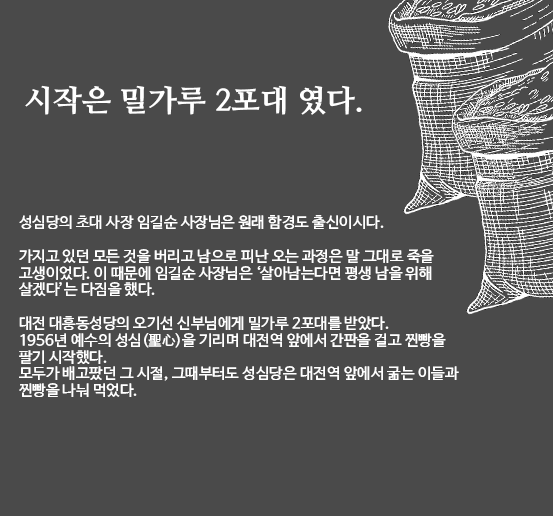 시작은 밀가루 2포대 였다.
성심당의 초대 사장 임길순 사장님은 원래 함경도 출신이시다.
가지고 있던 모든 것을 버리고 남으로 피난 오는 과정은 말 그대로 죽을
고생이었다. 이 때문에 임길순 사장님은 ‘살아남는다면 평생 남을 위해
살겠다’는 다짐을 했다.
대전 대흥동성당의 오기선 신부님에게 밀가루 2포대를 받았다.
1956년 예수의 성심(聖心)을 기리며 대전역 앞에서 간판을 걸고 찐빵을
팔기 시작했다.
모두가 배고팠던 그 시절, 그때부터도 성심당은 대전역 앞에서 굶는 이들과
찐빵을 나눠 먹었다.